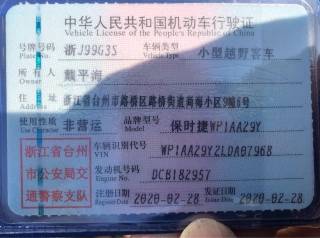 中华人民共和国机动车行驶证
Vehicle License of the People's Republic of China
号牌号码 浙J99G3S 车辆类型 小型越野客车
Plate No. Vehicle Type
所有人 戴平海
Owner
住址 浙江省台州市路桥区路桥街道商海小区9幢6号
Address
使用性质 非营运 品牌型号 保时捷WP1AA29Y
Use Character Model
浙江省台州 车辆识别代号 WP1AA29Y2LDA07968
VIN
市公安局交 发动机号码 DCB182957
Engine No.
通警察支队 注册日期 2020-02-28 发证日期 2020-02-28
Register Date Issue Date